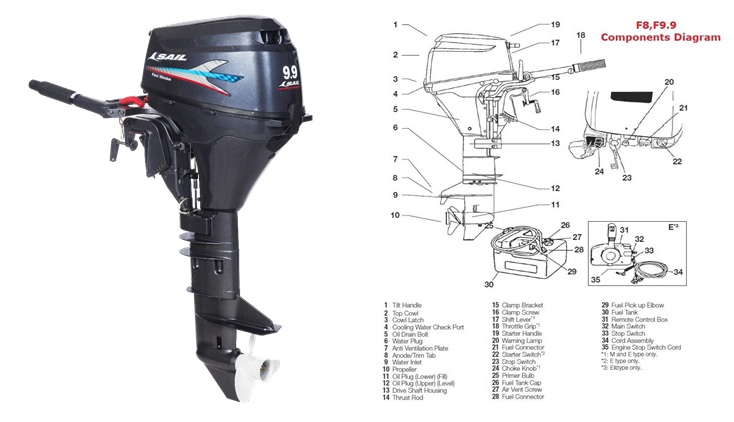 SAIL
Four Stroke
9.9
SAIL
F8,F9.9
Components Diagram
1
2
3
4
5
6
7
8
9
10
19
17
18
15
16
14
13
12
11
20
21
22
23
24
25
26
27
28
29
30
E*3
31
32
33
34
35
1 Tilt Handle
2 Top Cowl
3 Cowl Latch
4 Cooling Water Check Port
5 Oil Drain Bolt
6 Water Plug
7 Anti Ventilation Plate
8 Anode/Trim Tab
9 Water Inlet
10 Propeller
11 Oil Plug (Lower) (Fill)
12 Oil Plug (Upper) (Level)
13 Drive Shaft Housing
14 Thrust Rod
15 Clamp Bracket
16 Clamp Screw
17 Shift Lever*1
18 Throttle Grip*1
19 Starter Handle
20 Warning Lamp
21 Fuel Connector
22 Starter Switch*2
23 Stop Switch
24 Choke Knob*1
25 Primer Bulb
26 Fuel Tank Cap
27 Air Vent Screw
28 Fuel Connector
29 Fuel Pick up Elbow
30 Fuel Tank
31 Remote Control Box
32 Main Switch
33 Stop Switch
34 Cord Assembly
35 Engine Stop Switch Cord
*1: M and E type only.
*2: E type only.
*3: Eittype only..